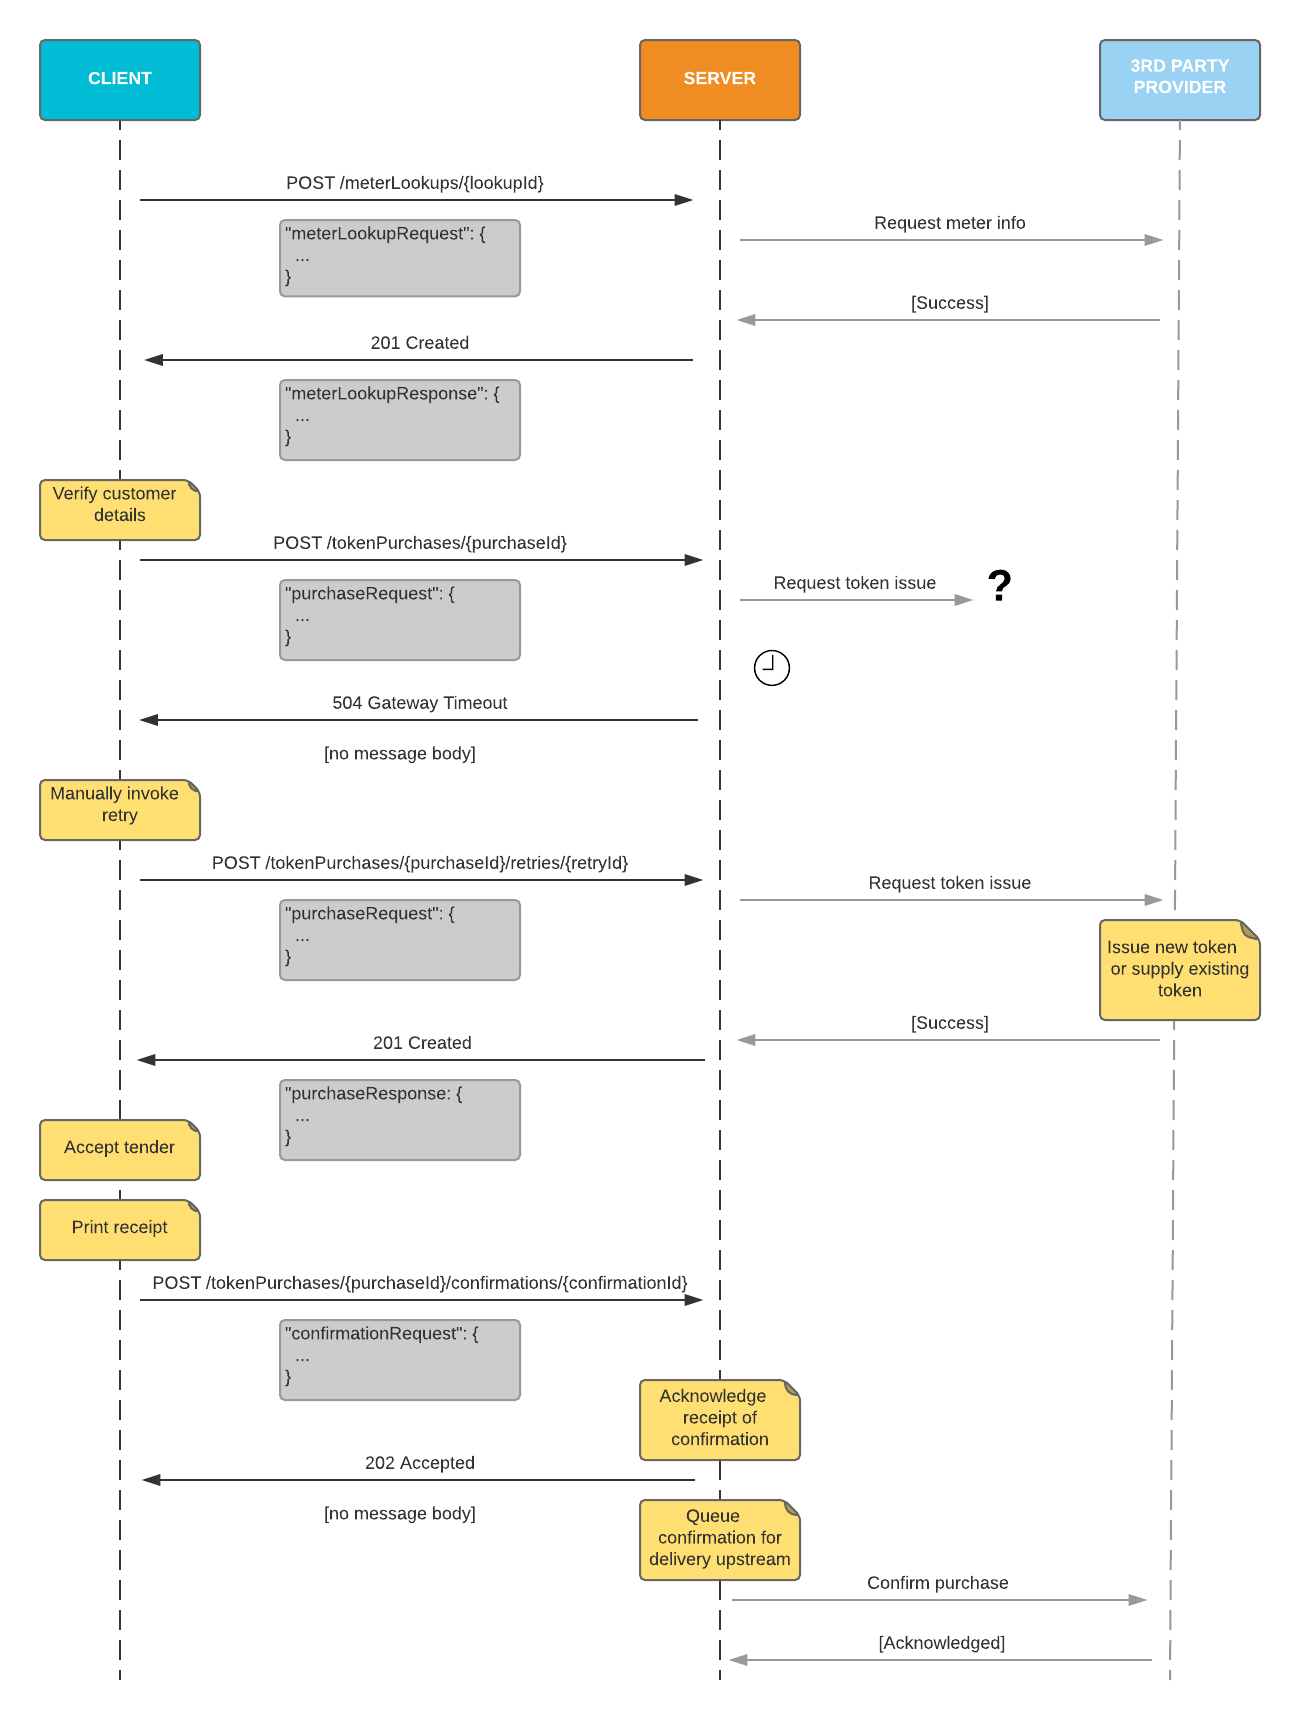 CLIENT
SERVER
3RD PARTY
PROVIDER
POST /meterLookups/{lookupId}
Request meter info
"meterLookupRequest": {
...
}
[Success]
201 Created
"meterLookupResponse": {
...
}
Verify customer
details
POST /tokenPurchases/{purchaseId}
Request token issue
?
"purchaseRequest": {
...
}
504 Gateway Timeout
[no message body]
Manually invoke
retry
POST /tokenPurchases/{purchaseId}/retries/{retryId}
Request token issue
"purchaseRequest": {
...
}
Issue new token
or supply existing
token
[Success]
201 Created
"purchaseResponse: {
...
}
Accept tender
Print receipt
POST /tokenPurchases/{purchaseId}/confirmations/{confirmationId}
"confirmationRequest": {
...
}
Acknowledge
receipt of
confirmation
202 Accepted
[no message body]
Queue
confirmation for
delivery upstream
Confirm purchase
[Acknowledged]